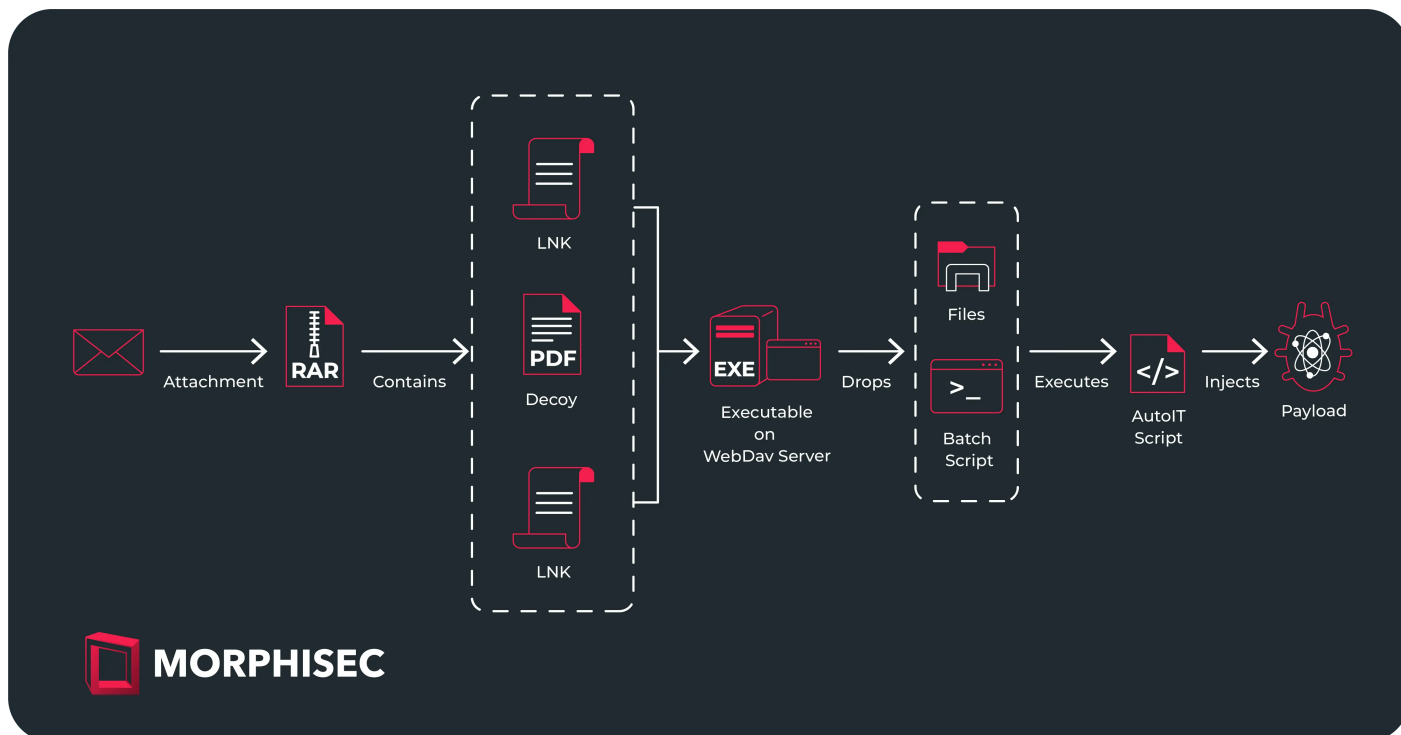 Attachment
RAR
Contains
LNK
PDF
Decoy
LNK
EXE
Executable
on
WebDav Server
Drops
Files
>_
Batch
Script
Executes
</>
AutoIT
Script
Injects
Payload
MORPHISEC